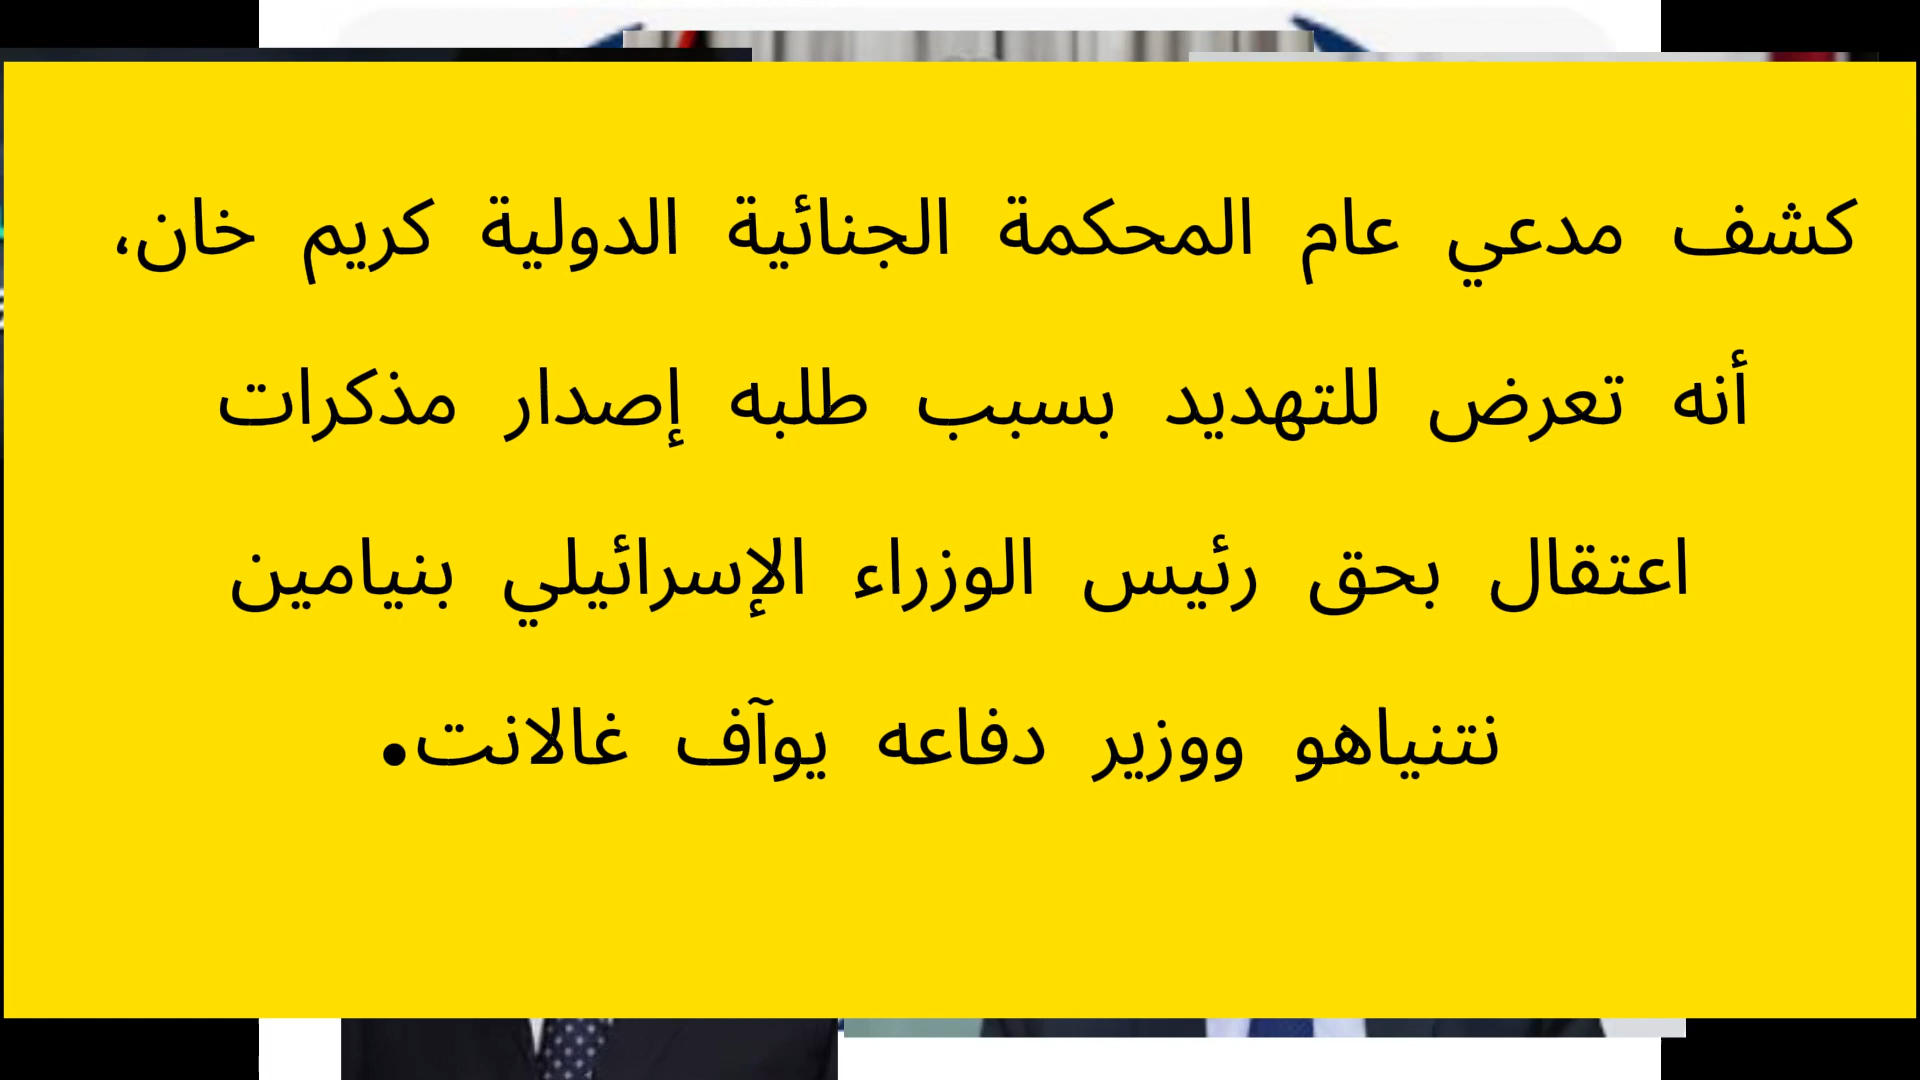 كشف مدعي عام المحكمة الجنائية الدولية كريم خان،
أنه تعرض للتهديد بسبب طلبه إصدار مذكرات
اعتقال بحق رئيس الوزراء الإسرائيلي بنيامين
نتنياهو ووزير دفاعه يوآف غالانت.